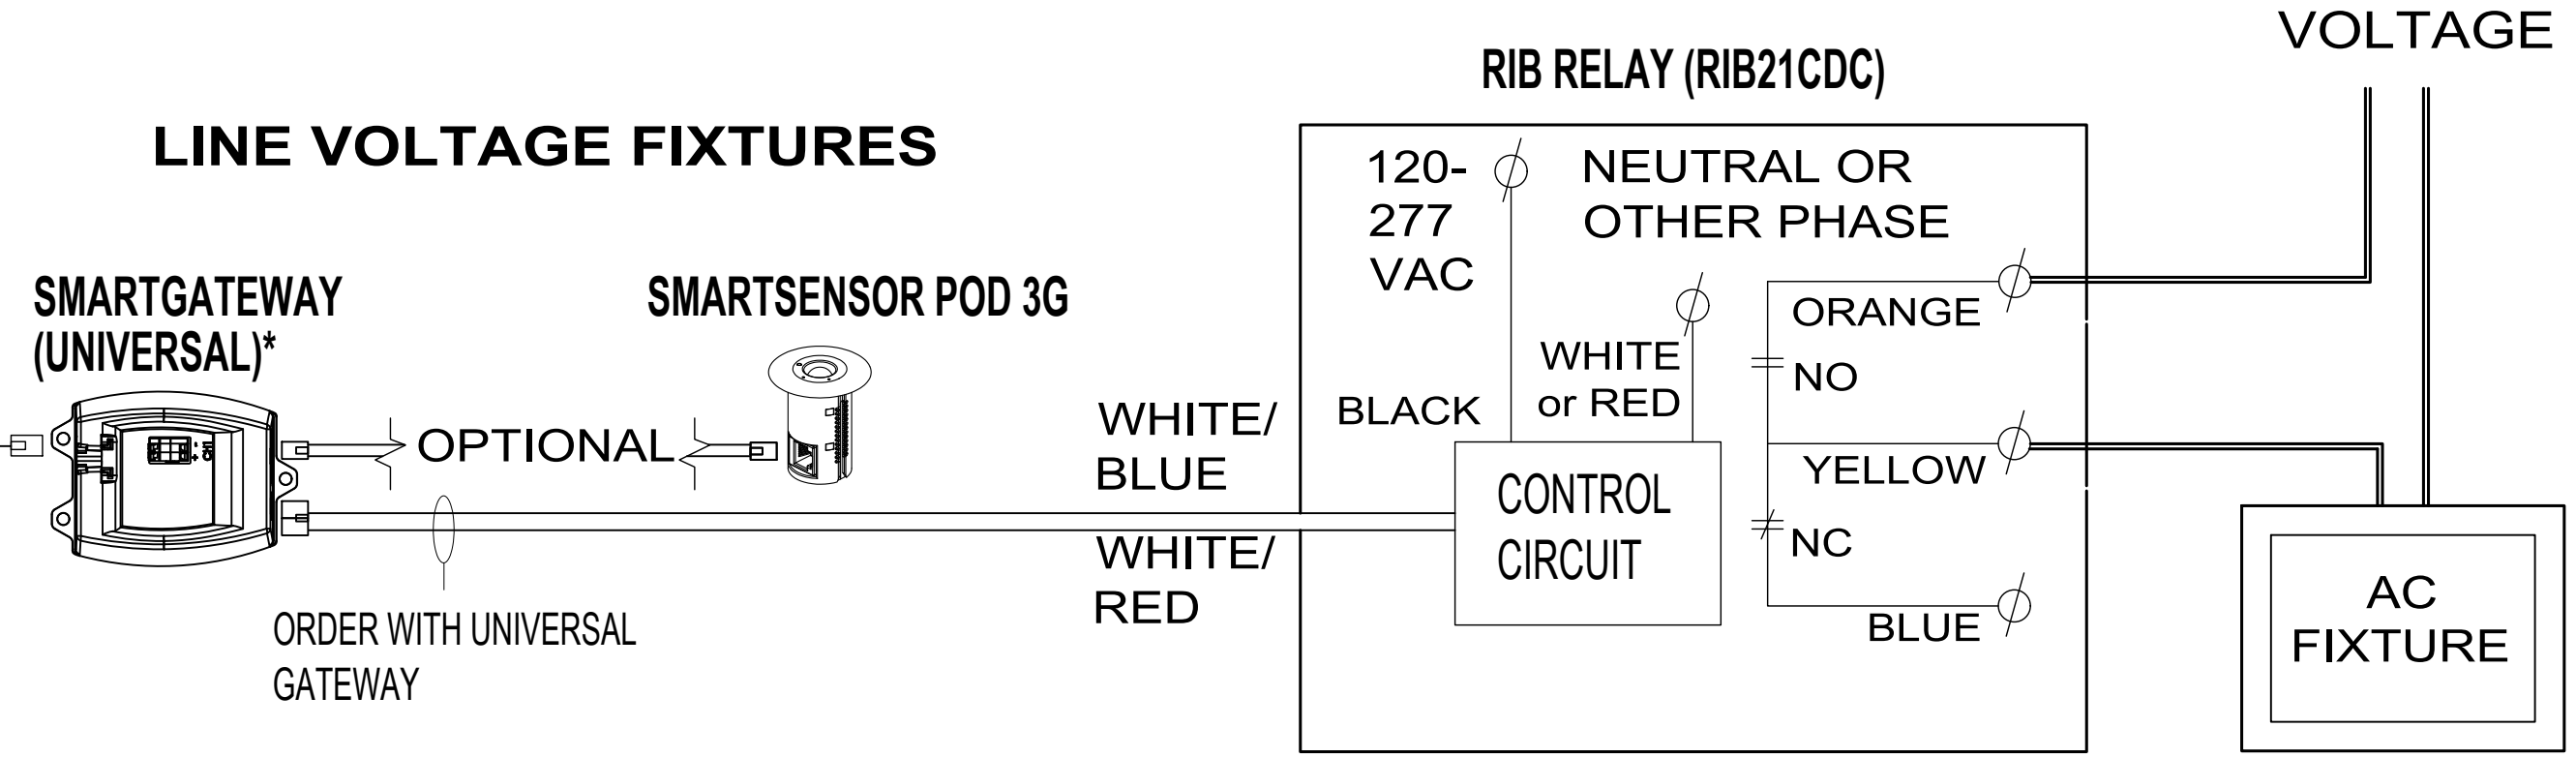 VOLTAGE
RIB RELAY (RIB21CDC)
LINE VOLTAGE FIXTURES
120-
277
VAC
NEUTRAL OR
OTHER PHASE
SMARTGATEWAY
(UNIVERSAL)*
SMARTSENSOR POD 3G
OPTIONAL
ORDER WITH UNIVERSAL
GATEWAY
WHITE/
BLUE
WHITE/
RED
BLACK
WHITE
or RED
CONTROL
CIRCUIT
ORANGE
NO
YELLOW
NC
BLUE
AC
FIXTURE